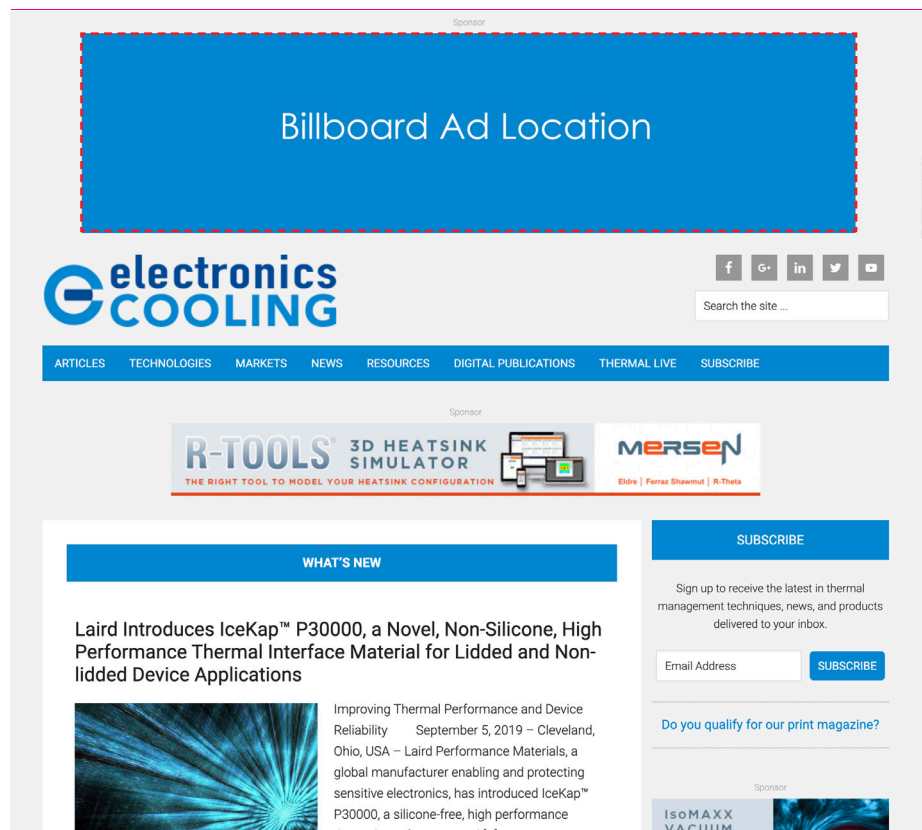 Sponsor
Billboard Ad Location
electronics
COOLING
Search the site ...
ARTICLES TECHNOLOGIES MARKETS NEWS RESOURCES DIGITAL PUBLICATIONS THERMAL LIVE SUBSCRIBE
Sponsor
R-TOOLS® 3D HEATSINK
SIMULATOR
THE RIGHT TOOL TO MODEL YOUR HEATSINK CONFIGURATION
MERSEN
Eldre | Ferraz Shawmut | R-Theta
WHAT'S NEW
Laird Introduces IceKap™ P30000, a Novel, Non-Silicone, High
Performance Thermal Interface Material for Lidded and Non-
lidded Device Applications
Improving Thermal Performance and Device
Reliability September 5, 2019 – Cleveland,
Ohio, USA – Laird Performance Materials, a
global manufacturer enabling and protecting
sensitive electronics, has introduced IceKap™
P30000, a silicone-free, high performance
SUBSCRIBE
Sign up to receive the latest in thermal
management techniques, news, and products
delivered to your inbox.
Email Address SUBSCRIBE
Do you qualify for our print magazine?
Sponsor
IsoMAXX
VACUUM